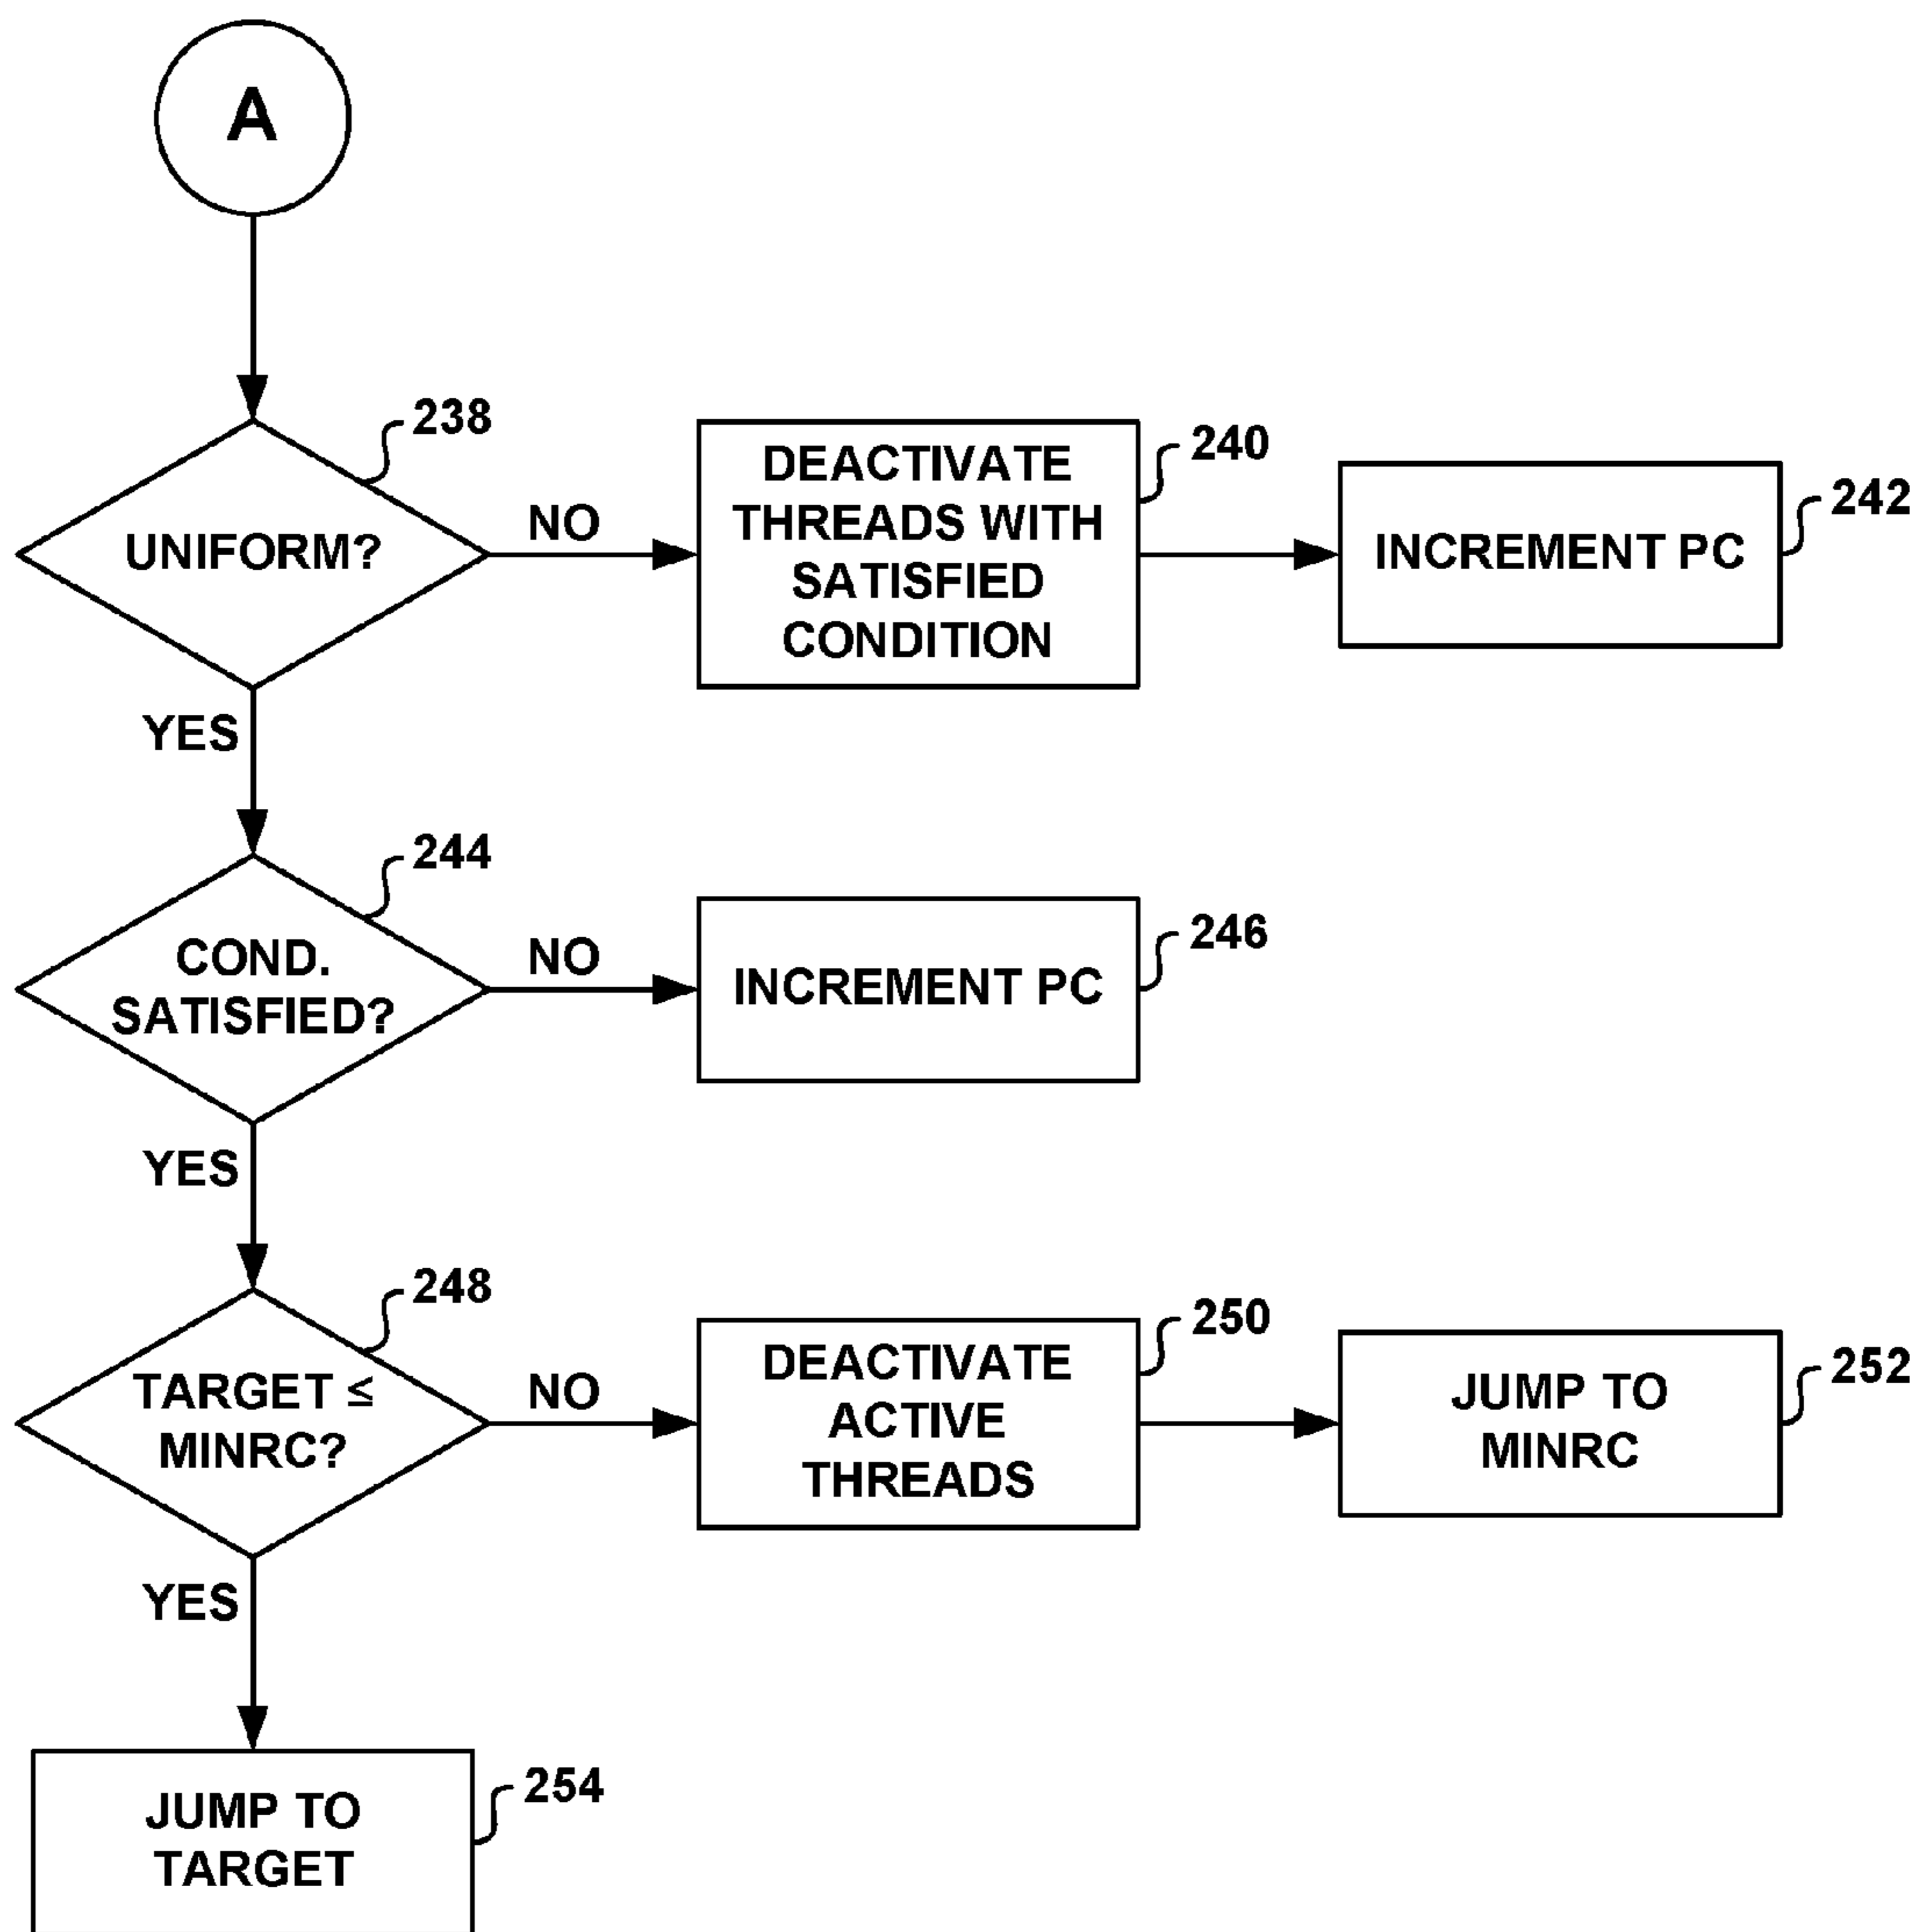 A
238
UNIFORM?
NO
DEACTIVATE
THREADS WITH
SATISFIED
CONDITION
240
INCREMENT PC
242
YES
244
COND.
SATISFIED?
NO
INCREMENT PC
246
YES
248
TARGET ≤
MINRC?
NO
DEACTIVATE
ACTIVE
THREADS
250
JUMP TO
MINRC
252
YES
JUMP TO
TARGET
254